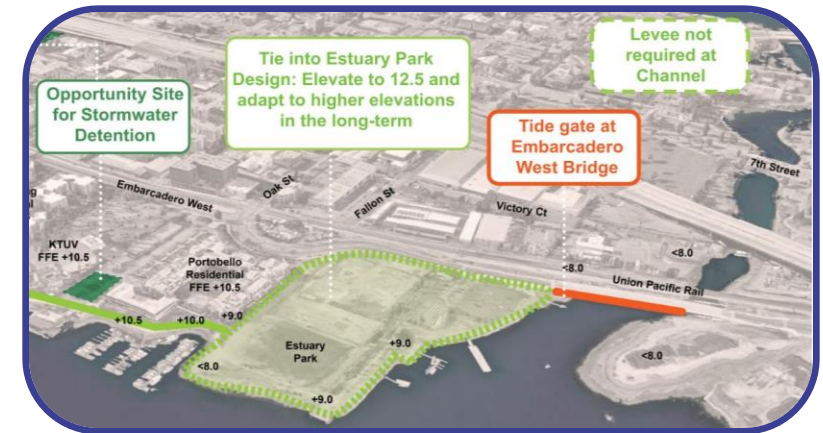 Levee not
required at
Channel
Tie into Estuary Park
Design: Elevate to 12.5 and
adapt to higher elevations
in the long-term
Opportunity Site
for Stormwater
Detention
Tide gate at
Embarcadero
West Bridge
7th Street
Embarcadero West
Oak St
Fallon St
Victory Ct
KTUV
FFE +10.5
Portobello
Residential
FFE +10.5
<8.0
<8.0
Union Pacific Rail
+10.5
+10.0
+9.0
Estuary
Park
+9.0
<8.0
<8.0
+9.0